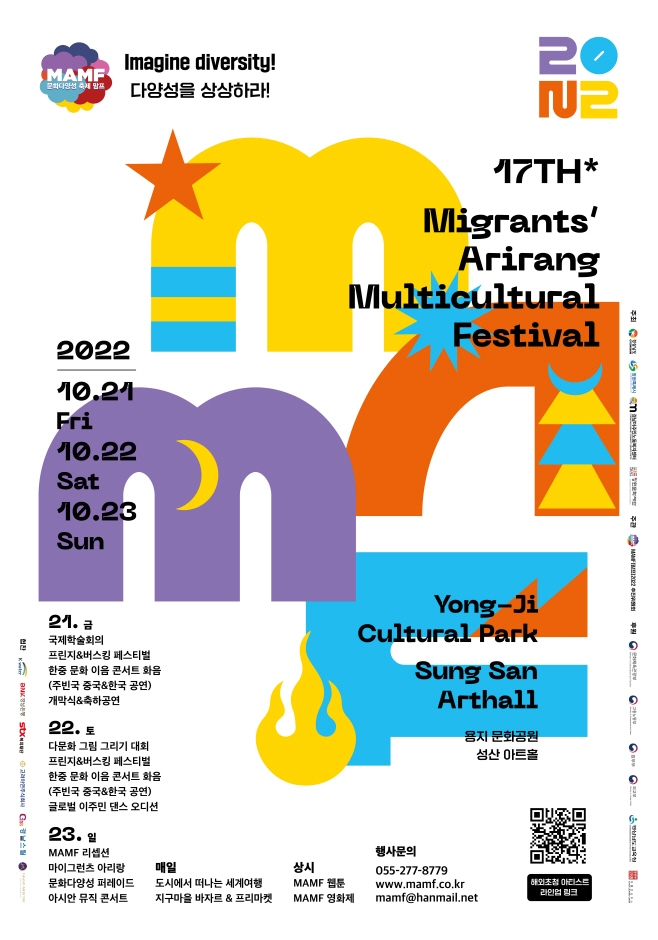 MAMF
문화다양성 축제 맘프
Imagine diversity!
다양성을 상상하라!
2022
17TH*
Migrants'
Arirang
Multicultural
Festival
2022
10.21
Fri
10.22
Sat
10.23
Sun
Yong-Ji
Cultural Park
Sung San
Arthall
용지 문화공원
성산 아트홀
21. 금
국제학술회의
프린지&버스킹 페스티벌
한중 문화 이음 콘서트 화음
(주빈국 중국&한국 공연)
개막식&축하공연
22. 토
다문화 그림 그리기 대회
프린지&버스킹 페스티벌
한중 문화 이음 콘서트 화음
(주빈국 중국&한국 공연)
글로벌 이주민 댄스 오디션
23. 일
MAMF 리셉션
마이그런츠 아리랑
문화다양성 퍼레이드
아시안 뮤직 콘서트
매일
도시에서 떠나는 세계여행
지구마을 바자르 & 프리마켓
상시
MAMF 웹툰
MAMF 영화제
행사문의
055-277-8779
www.mamf.co.kr
mamf@hanmail.net
해외초청 아티스트
라인업 링크
주최
주관
후원
협찬
BNK 경남은행
stx
경남스틸